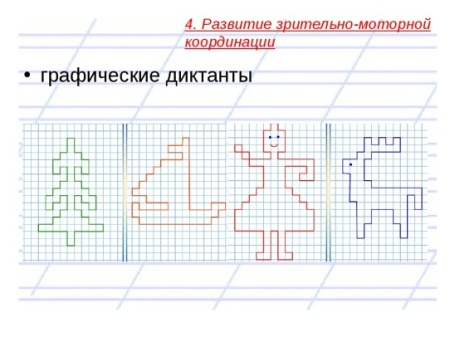 4. Развитие зрительно-моторной
координации
• графические диктанты